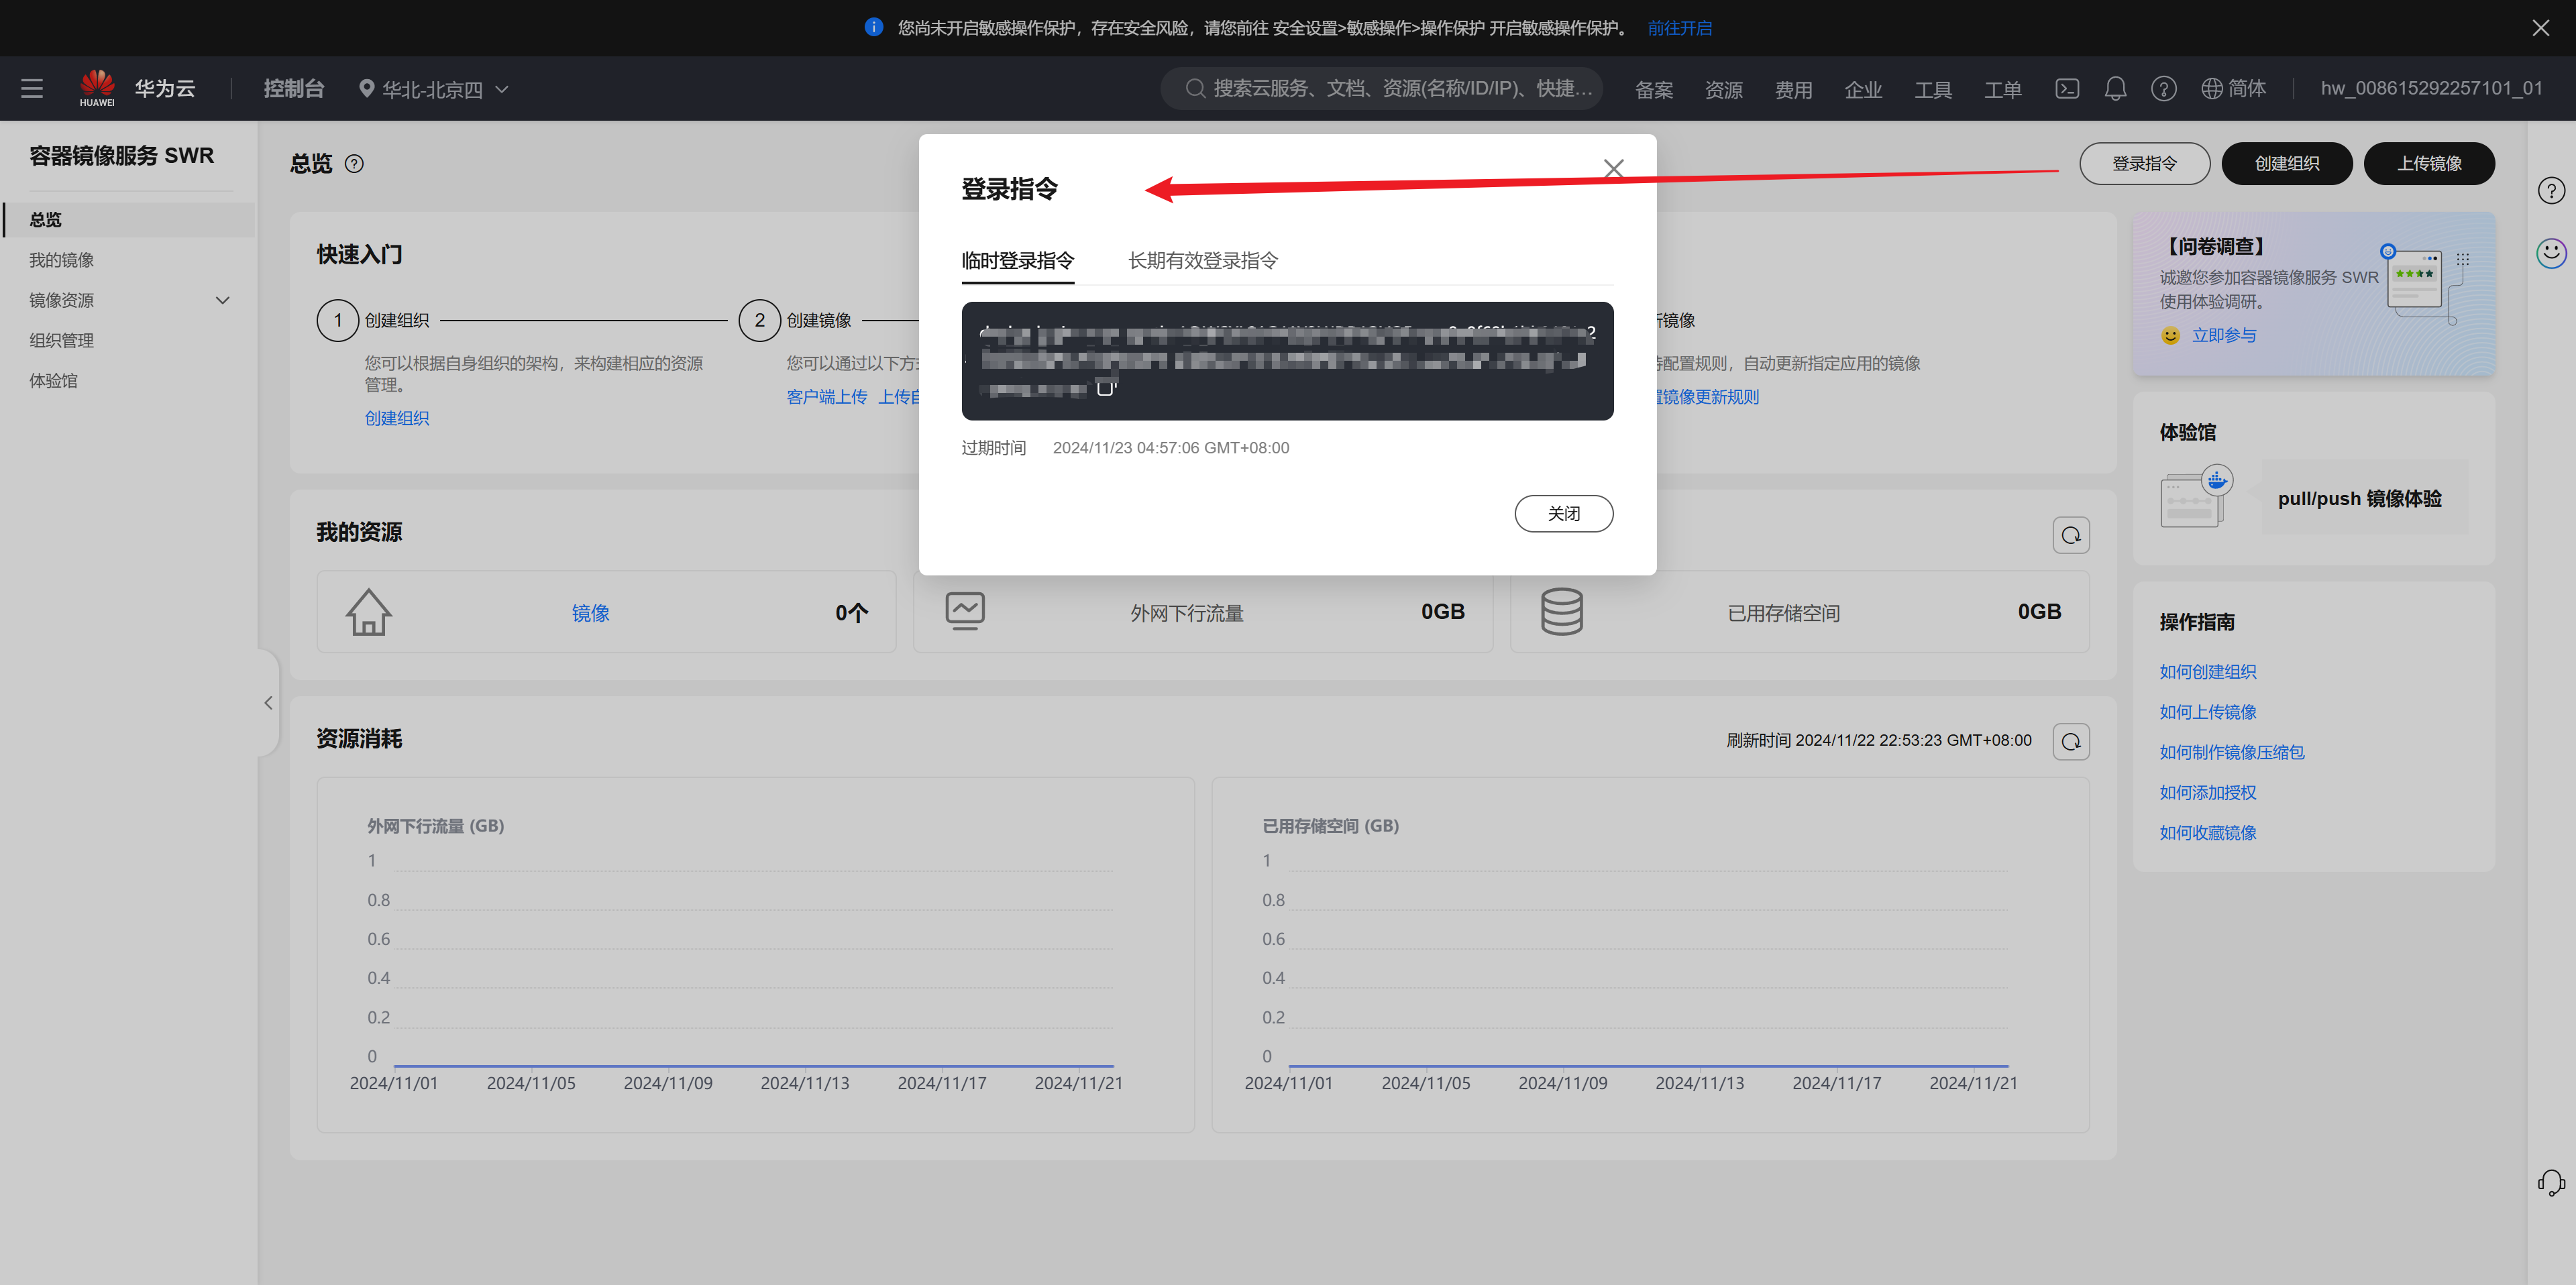 您尚未开启敏感操作保护，存在安全风险，请您前往 安全设置>敏感操作>操作保护 开启敏感操作保护。 前往开启
HUAWEI 华为云 控制台 华北-北京四 搜索云服务、文档、资源(名称/ID/IP)、快捷... 备案 资源 费用 企业 工具 工单 简体 hw_008615292257101_01
容器镜像服务 SWR
总览
我的镜像
镜像资源
组织管理
体验馆
总览
登录指令 创建组织 上传镜像
快速入门
1 创建组织
您可以根据自身组织的架构，来构建相应的资源
管理。
创建组织
2 创建镜像
您可以通过以下方
客户端上传 上传
镜像
配置规则，自动更新指定应用的镜像
镜像更新规则
登录指令
临时登录指令 长期有效登录指令
过期时间 2024/11/23 04:57:06 GMT+08:00
关闭
我的资源
镜像 0个
外网下行流量 0GB
已用存储空间 0GB
资源消耗
刷新时间 2024/11/22 22:53:23 GMT+08:00
外网下行流量 (GB)
1
0.8
0.6
0.4
0.2
0
2024/11/01 2024/11/05 2024/11/09 2024/11/13 2024/11/17 2024/11/21
已用存储空间 (GB)
1
0.8
0.6
0.4
0.2
0
2024/11/01 2024/11/05 2024/11/09 2024/11/13 2024/11/17 2024/11/21
【问卷调查】
诚邀您参加容器镜像服务 SWR
使用体验调研。
立即参与
体验馆
pull/push 镜像体验
操作指南
如何创建组织
如何上传镜像
如何制作镜像压缩包
如何添加授权
如何收藏镜像